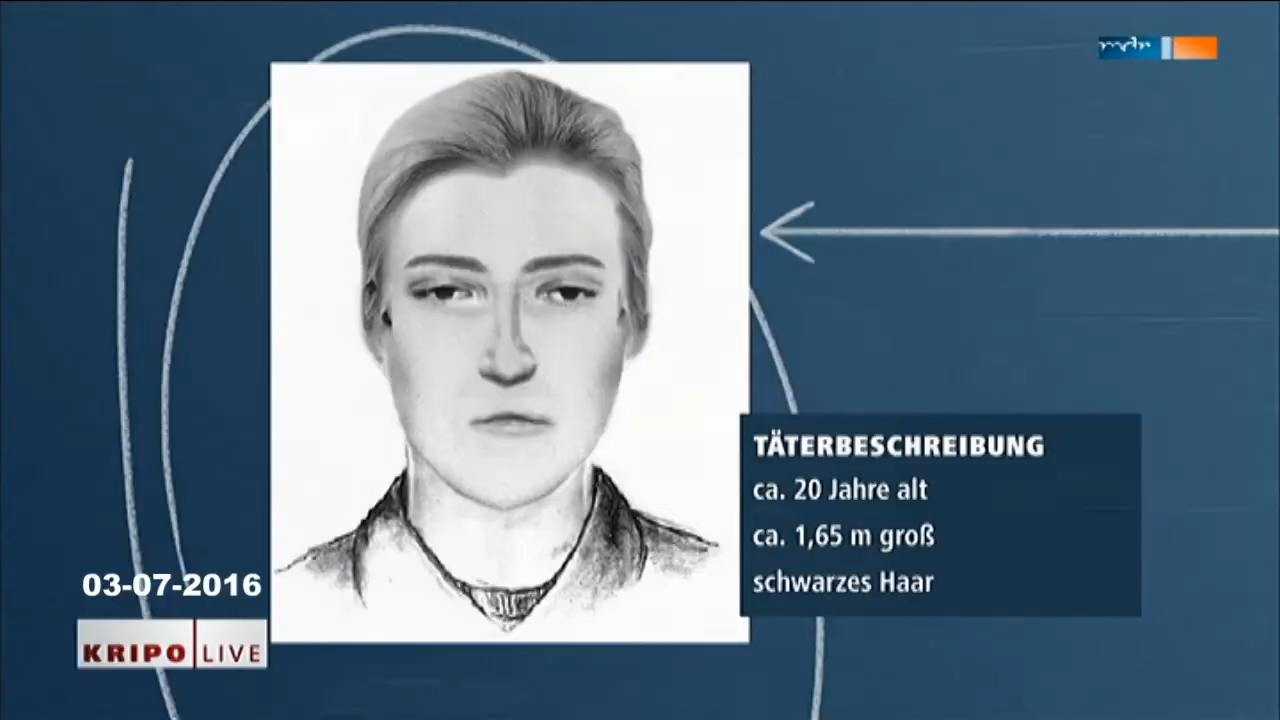 mdr
TÄTERBESCHREIBUNG
ca. 20 Jahre alt
ca. 1,65 m groß
schwarzes Haar
03-07-2016
KRIPO LIVE